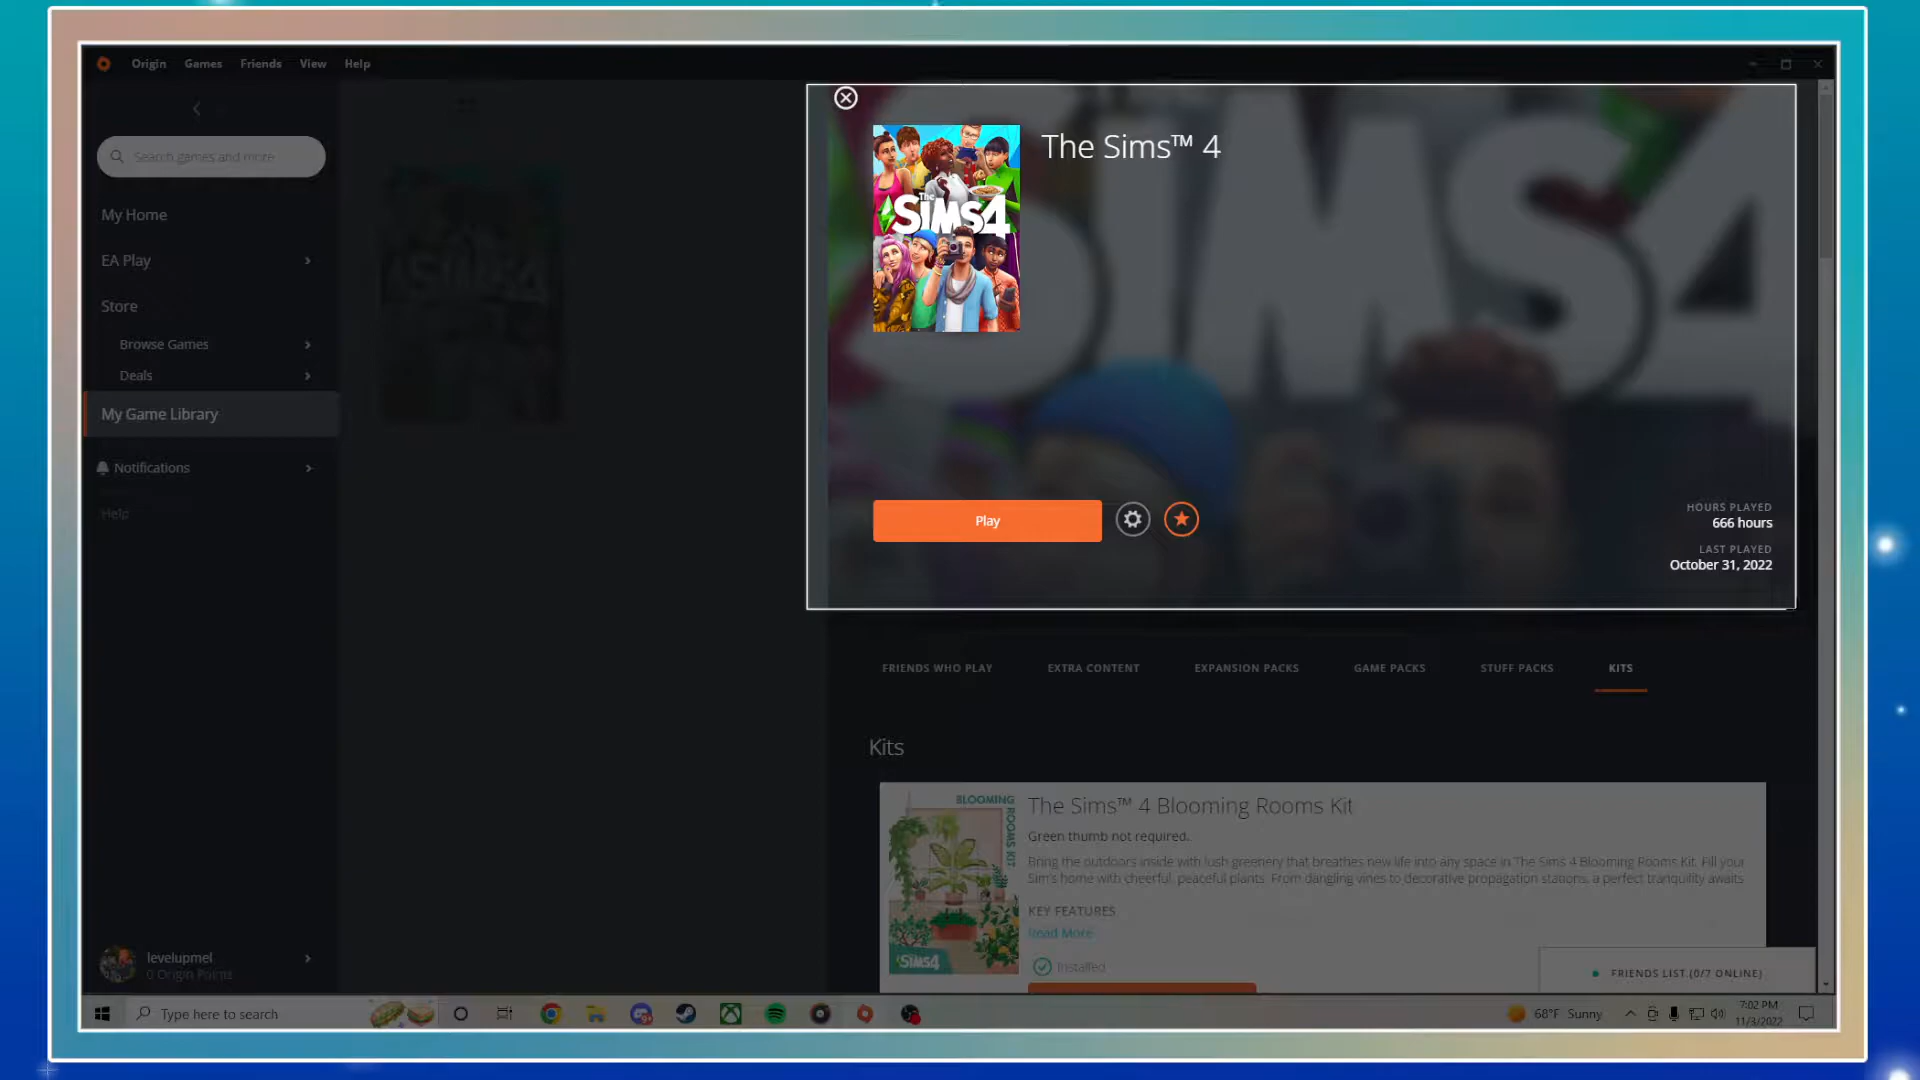 Origin Games Friends View Help
Search games and more
My Home
EA Play
Store
Browse Games
Deals
My Game Library
Notifications
Help
levelupmel
0 Origin Points
The Sims™ 4
The SIMS4
Play
HOURS PLAYED
666 hours
LAST PLAYED
October 31, 2022
FRIENDS WHO PLAY EXTRA CONTENT EXPANSION PACKS GAME PACKS STUFF PACKS KITS
Kits
BLOOMING
ROOMS KIT
SIMS4
The Sims™ 4 Blooming Rooms Kit
Green thumb not required.
Bring the outdoors inside with lush greenery that breathes new life into any space in The Sims 4 Blooming Rooms Kit. Fill your
Sim's home with cheerful, peaceful plants. From dangling vines to decorative propagation stations, a perfect tranquility awaits
KEY FEATURES
Read More
Installed
FRIENDS LIST (0/7 ONLINE)
Type here to search
68°F Sunny
7:02 PM
11/3/2022